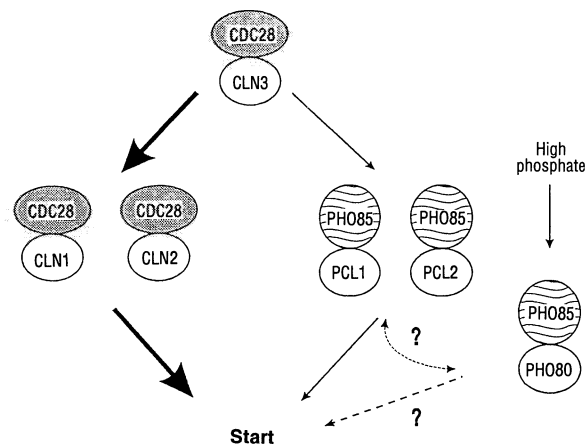 CDC28
CLN3
High
phosphate
CDC28
CDC28
PHO85
PHO85
CLN1
CLN2
PCL1
PCL2
PHO85
?
PHO80
?
Start